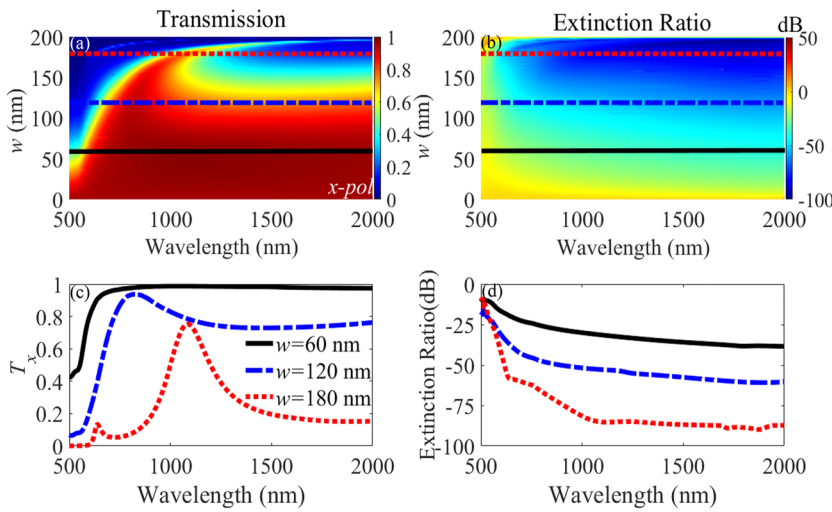 Transmission
(a)
200
150
100
50
0
w (nm)
500 1000 1500 2000
Wavelength (nm)
x-pol
1
0.8
0.6
0.4
0.2
0
Extinction Ratio
dB
(b)
200
150
100
50
0
w (nm)
500 1000 1500 2000
Wavelength (nm)
50
0
-50
-100
(c)
1
0.8
0.6
0.4
0.2
0
Tx
w=60 nm
w=120 nm
w=180 nm
500 1000 1500 2000
Wavelength (nm)
(d)
0
-25
-50
-75
-100
Extinction Ratio(dB)
500 1000 1500 2000
Wavelength (nm)